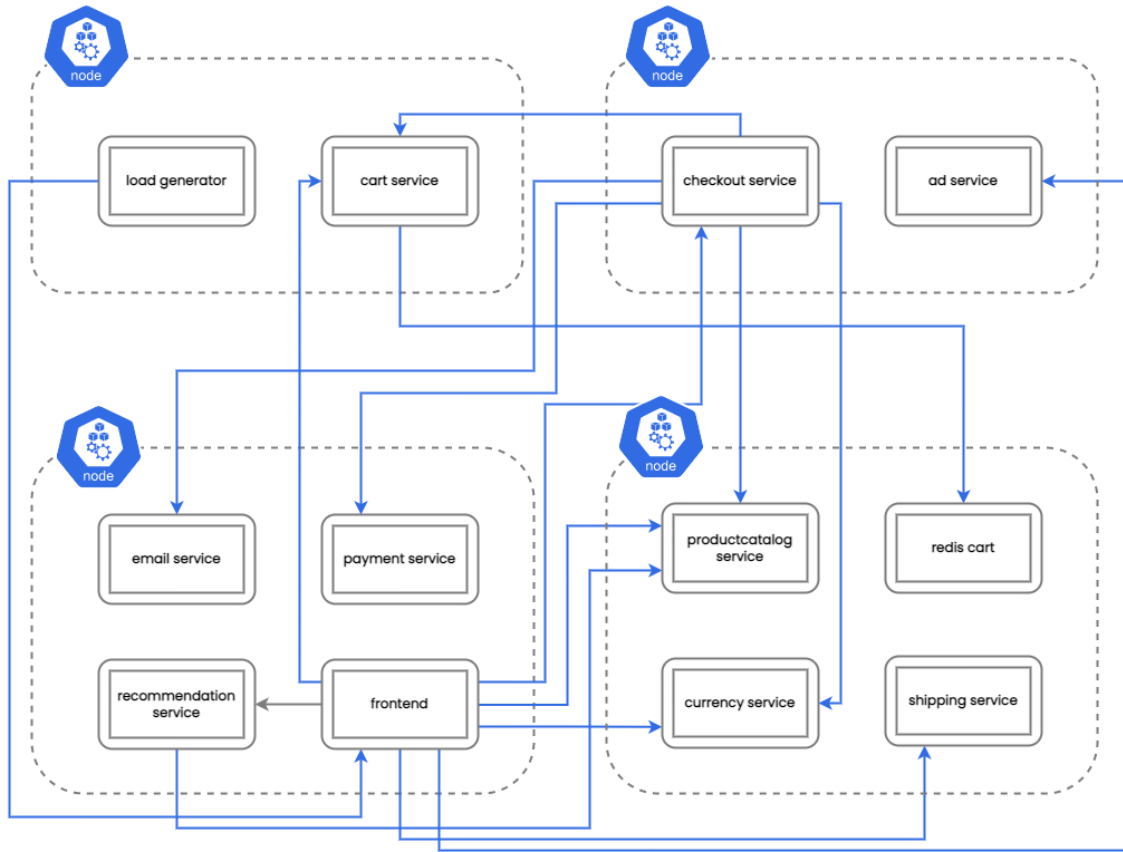 node
node
load generator
cart service
checkout service
ad service
node
node
email service
payment service
productcatalog
service
redis cart
recommendation
service
frontend
currency service
shipping service